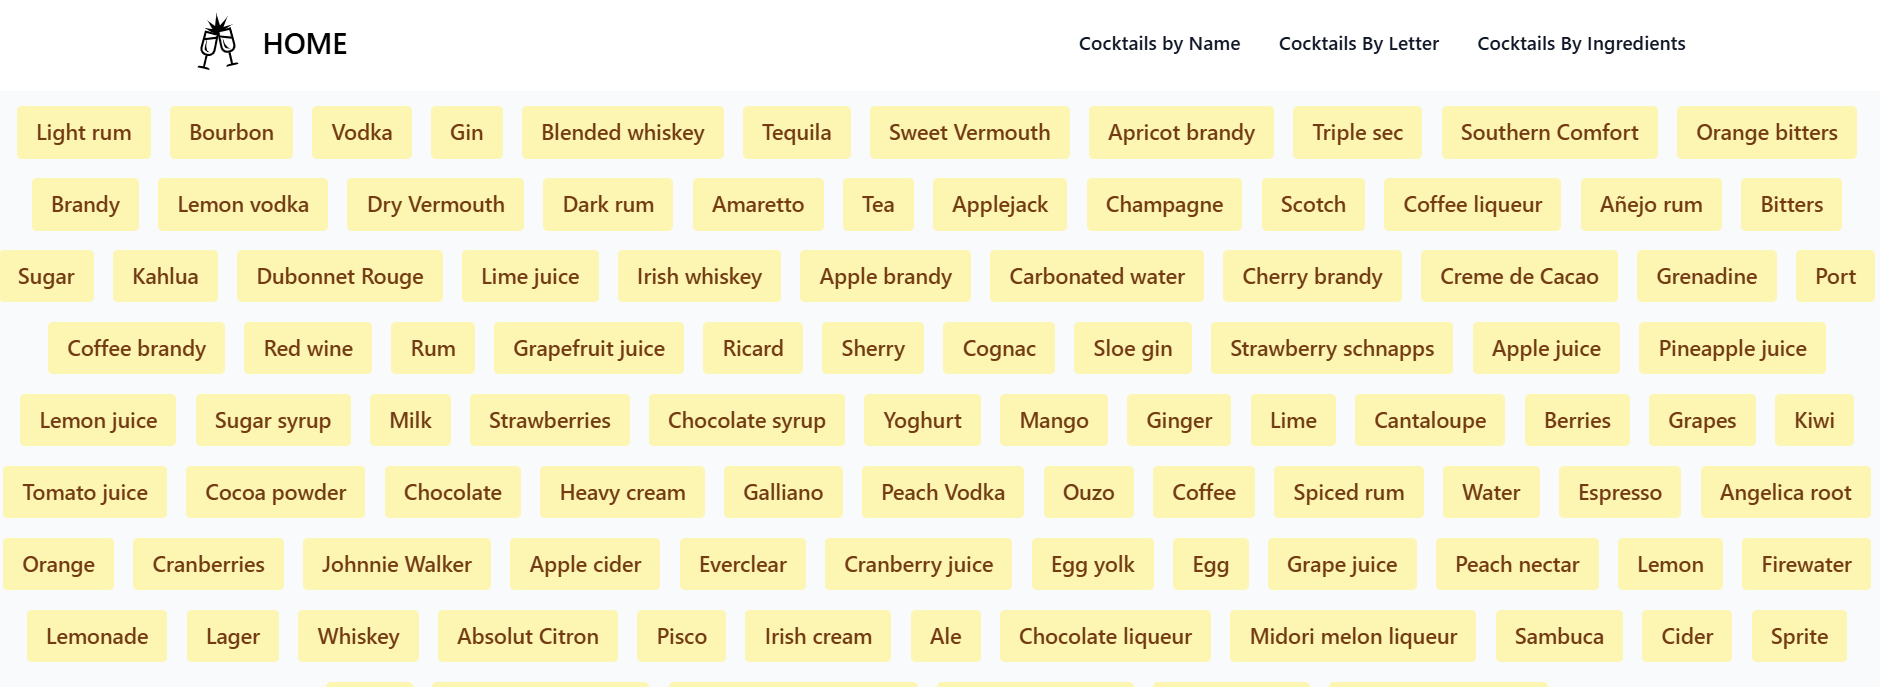 HOME Cocktails by Name Cocktails By Letter Cocktails By Ingredients
Light rum Bourbon Vodka Gin Blended whiskey Tequila Sweet Vermouth Apricot brandy Triple sec Southern Comfort Orange bitters
Brandy Lemon vodka Dry Vermouth Dark rum Amaretto Tea Applejack Champagne Scotch Coffee liqueur Añejo rum Bitters
Sugar Kahlua Dubonnet Rouge Lime juice Irish whiskey Apple brandy Carbonated water Cherry brandy Creme de Cacao Grenadine Port
Coffee brandy Red wine Rum Grapefruit juice Ricard Sherry Cognac Sloe gin Strawberry schnapps Apple juice Pineapple juice
Lemon juice Sugar syrup Milk Strawberries Chocolate syrup Yoghurt Mango Ginger Lime Cantaloupe Berries Grapes Kiwi
Tomato juice Cocoa powder Chocolate Heavy cream Galliano Peach Vodka Ouzo Coffee Spiced rum Water Espresso Angelica root
Orange Cranberries Johnnie Walker Apple cider Everclear Cranberry juice Egg yolk Egg Grape juice Peach nectar Lemon Firewater
Lemonade Lager Whiskey Absolut Citron Pisco Irish cream Ale Chocolate liqueur Midori melon liqueur Sambuca Cider Sprite